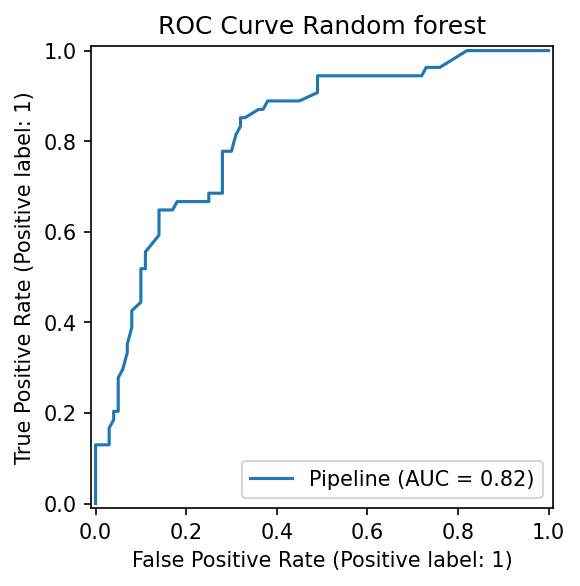 ROC Curve Random forest
True Positive Rate (Positive label: 1)
1.0
0.8
0.6
0.4
0.2
0.0
Pipeline (AUC = 0.82)
0.0 0.2 0.4 0.6 0.8 1.0
False Positive Rate (Positive label: 1)